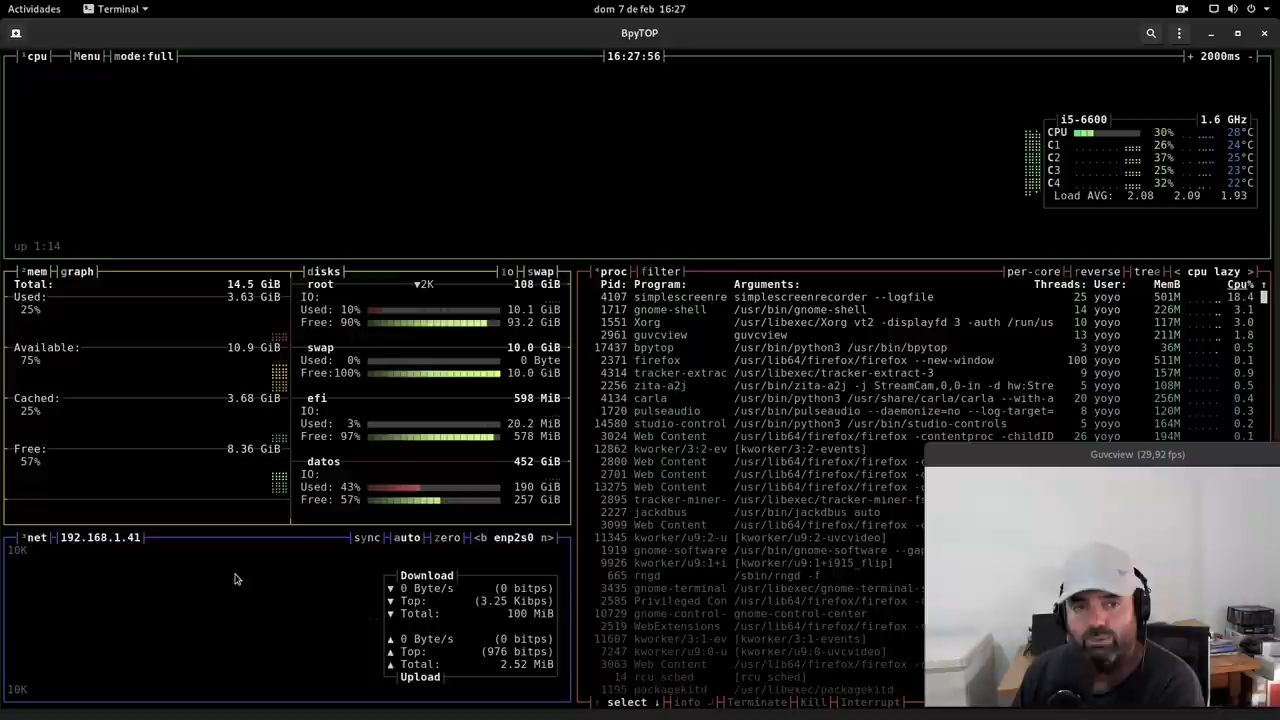 Actividades
Terminal
dom 7 de feb 16:27
BpyTOP
¹cpu Menu mode:full 16:27:56 + 2000ms -
i5-6600 1.6 GHz
CPU 30% 28°C
C1 26% 24°C
C2 37% 25°C
C3 25% 23°C
C4 32% 22°C
Load AVG: 2.08 2.09 1.93
up 1:14
²mem graph
Total: 14.5 GiB
Used: 3.63 GiB
25%
Available: 10.9 GiB
75%
Cached: 3.68 GiB
25%
Free: 8.36 GiB
57%
disks io swap
root ▼2K 108 GiB
IO:
Used: 10% 10.1 GiB
Free: 90% 93.2 GiB
swap 10.0 GiB
Used: 0% 0 Byte
Free:100% 10.0 GiB
efi 598 MiB
IO:
Used: 3% 20.2 MiB
Free: 97% 578 MiB
datos 452 GiB
IO:
Used: 43% 190 GiB
Free: 57% 257 GiB
³net 192.168.1.41 sync auto zero <b enp2s0 n>
10K
Download
▼ 0 Byte/s (0 bitps)
▼ Top: (3.25 Kibps)
▼ Total: 100 MiB
▲ 0 Byte/s (0 bitps)
▲ Top: (976 bitps)
▲ Total: 2.52 MiB
Upload
10K
⁴proc filter per-core reverse tree < cpu lazy >
Pid: Program: Arguments: Threads: User: MemB Cpu% ↑
4107 simplescreenre simplescreenrecorder --logfile 25 yoyo 501M 18.4
1717 gnome-shell /usr/bin/gnome-shell 14 yoyo 226M 3.1
1551 Xorg /usr/libexec/Xorg vt2 -displayfd 3 -auth /run/us 10 yoyo 117M 3.0
2961 guvcview guvcview 13 yoyo 211M 1.8
17437 bpytop /usr/bin/python3 /usr/bin/bpytop 3 yoyo 36M 0.5
2371 firefox /usr/lib64/firefox/firefox --new-window 100 yoyo 511M 0.1
4314 tracker-extrac /usr/libexec/tracker-extract-3 9 yoyo 157M 0.9
2256 zita-a2j /usr/bin/zita-a2j -j StreamCam,0,0-in -d hw:Stre 5 yoyo 108M 0.5
4134 carla /usr/bin/python3 /usr/share/carla/carla --with-a 20 yoyo 256M 0.4
1720 pulseaudio /usr/bin/pulseaudio --daemonize=no --log-target= 8 yoyo 120M 0.3
14580 studio-control /usr/bin/python3 /usr/bin/studio-controls 5 yoyo 164M 0.2
3024 Web Content /usr/lib64/firefox/firefox -contentproc -childID 26 yoyo 194M 0.1
12862 kworker/3:2-ev [kworker/3:2-events]
2800 Web Content /usr/lib64/firefox/firefox -c
2701 Web Content /usr/lib64/firefox/firefox -c
13275 Web Content /usr/lib64/firefox/firefox -c
2895 tracker-miner- /usr/libexec/tracker-miner-fs
2227 jackdbus /usr/bin/jackdbus auto
3099 Web Content /usr/lib64/firefox/firefox -c
11345 kworker/u9:2-u [kworker/u9:2-uvcvideo]
1919 gnome-software /usr/bin/gnome-software --gap
9926 kworker/u9:1+i [kworker/u9:1+i915_flip]
665 rngd /sbin/rngd -f
3435 gnome-terminal /usr/libexec/gnome-terminal-s
2585 Privileged Con /usr/lib64/firefox/firefox -c
10729 gnome-control- gnome-control-center
2519 WebExtensions /usr/lib64/firefox/firefox -c
11607 kworker/3:1-ev [kworker/3:1-events]
7247 kworker/u9:0-u [kworker/u9:0-uvcvideo]
3063 Web Content /usr/lib64/firefox/firefox -c
14 rcu_sched [rcu_sched]
1195 packagekitd /usr/libexec/packagekitd
↑ select ↓ info ↲ Terminate Kill Interrupt
Guvcview (29,92 fps)